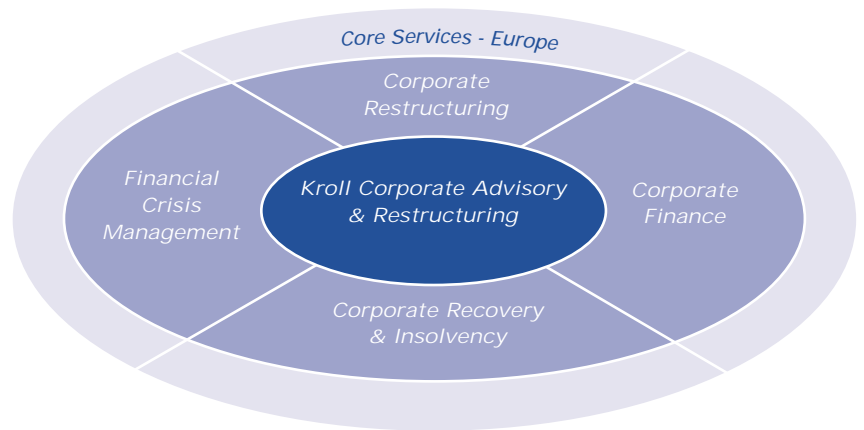 Core Services - Europe
Corporate
Restructuring
Financial
Crisis
Management
Kroll Corporate Advisory
& Restructuring
Corporate
Finance
Corporate Recovery
& Insolvency